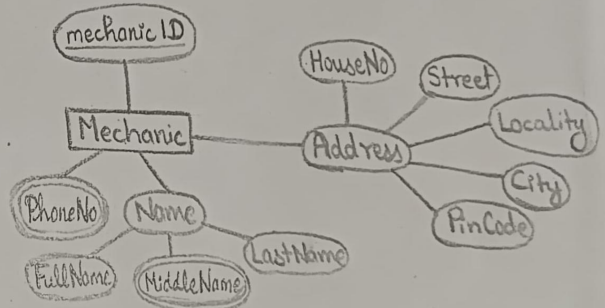 mechanic ID
HouseNo
Street
Mechanic
Locality
Address
City
PhoneNo
Name
PinCode
LastName
FullName
MiddleName